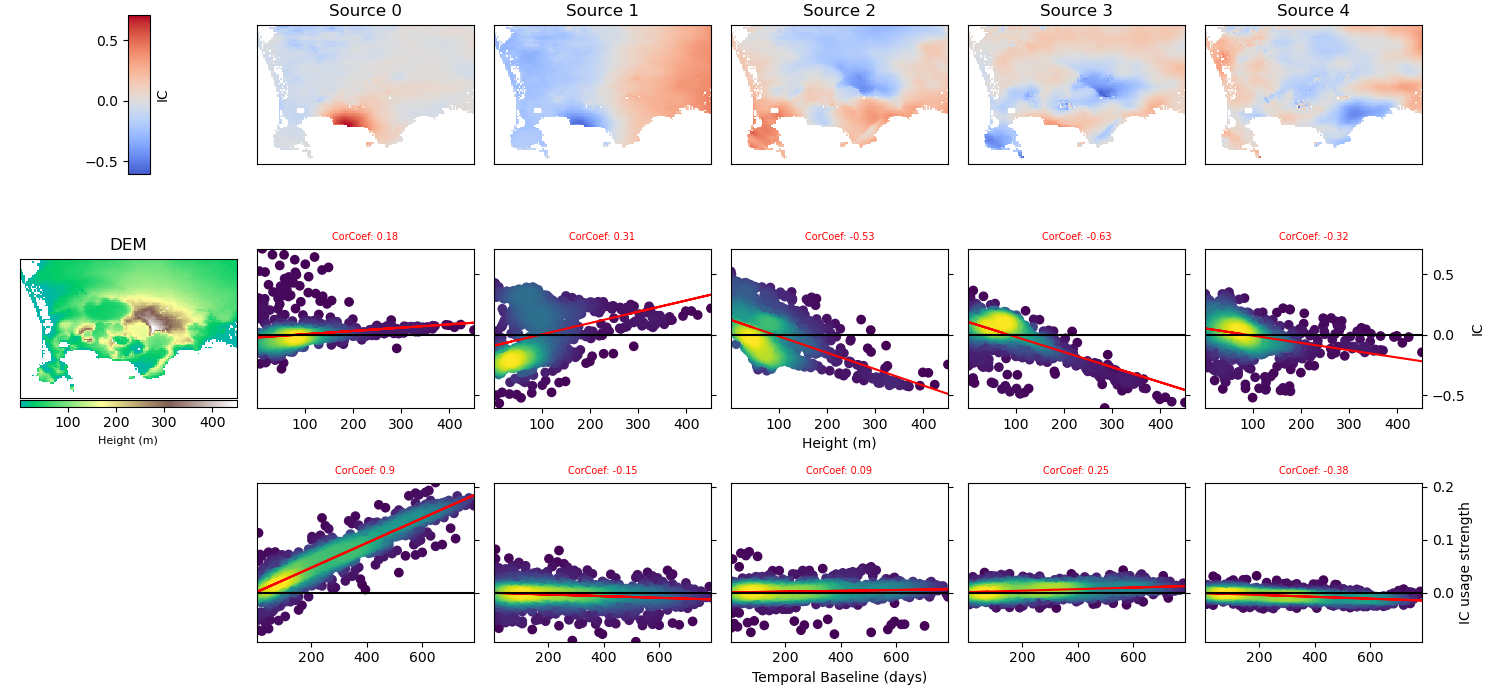 Source 0 Source 1 Source 2 Source 3 Source 4
0.5
0.0
−0.5
IC
DEM
CorCoef: 0.18 CorCoef: 0.31 CorCoef: -0.53 CorCoef: -0.63 CorCoef: -0.32
0.5
0.0
−0.5
IC
100 200 300 400
Height (m)
100 200 300 400 100 200 300 400 100 200 300 400 100 200 300 400 100 200 300 400
Height (m)
CorCoef: 0.9 CorCoef: -0.15 CorCoef: 0.09 CorCoef: 0.25 CorCoef: -0.38
0.2
0.1
0.0
IC usage strength
200 400 600 200 400 600 200 400 600 200 400 600 200 400 600
Temporal Baseline (days)